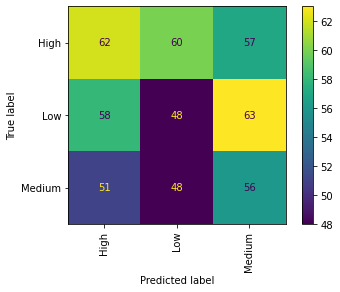 High 62 60 57
Low 58 48 63
Medium 51 48 56
High Low Medium
True label
Predicted label
62
60
58
56
54
52
50
48